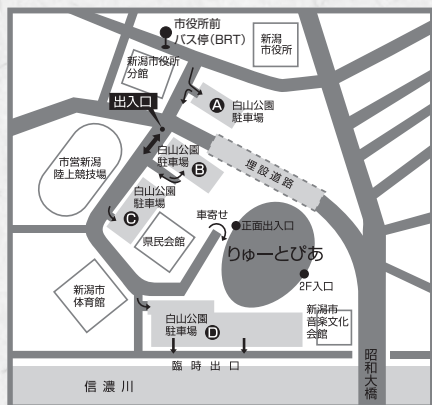 市役所前
バス停(BRT)
新潟
市役所
新潟市役所
分館
A
白山公園
駐車場
出入口
白山公園
駐車場
B
埋設道路
市営新潟
陸上競技場
白山公園
駐車場
C
車寄せ
県民会館
正面出入口
りゅーとぴあ
2F入口
新潟市
体育館
白山公園
駐車場
D
新潟市
音楽文化
会館
臨時出口
昭和大橋
信濃川